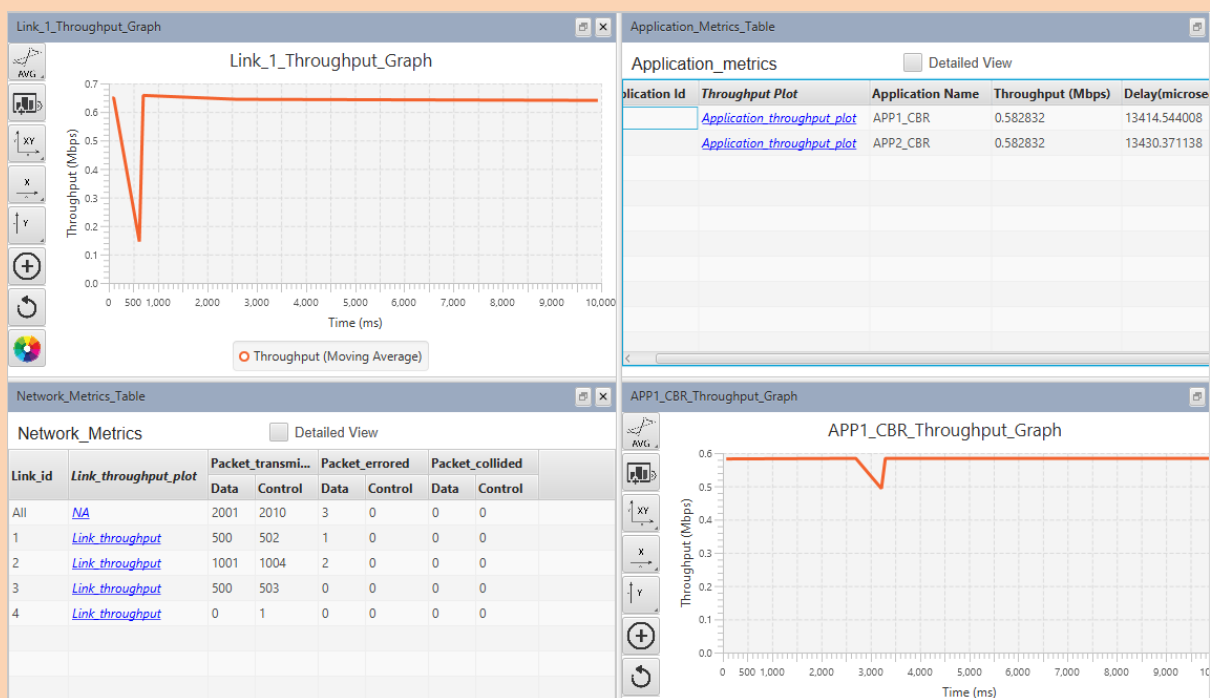 Link_1_Throughput_Graph
Link_1_Throughput_Graph
AVG
XY
X
Y
Throughput (Mbps)
0.7
0.6
0.5
0.4
0.3
0.2
0.1
0.0
0 500 1,000 2,000 3,000 4,000 5,000 6,000 7,000 8,000 9,000 10,000
Time (ms)
Throughput (Moving Average)
Application_Metrics_Table
Application_metrics Detailed View
plication Id Throughput Plot Application Name Throughput (Mbps) Delay(microse
Application_throughput_plot APP1_CBR 0.582832 13414.544008
Application_throughput_plot APP2_CBR 0.582832 13430.371138
Network_Metrics_Table
Network_Metrics Detailed View
Link_id Link_throughput_plot Packet_transmi... Packet_errored Packet_collided
Data Control Data Control Data Control
All NA 2001 2010 3 0 0 0
1 Link_throughput 500 502 1 0 0 0
2 Link_throughput 1001 1004 2 0 0 0
3 Link_throughput 500 503 0 0 0 0
4 Link_throughput 0 1 0 0 0 0
APP1_CBR_Throughput_Graph
APP1_CBR_Throughput_Graph
AVG
XY
X
Y
Throughput (Mbps)
0.6
0.5
0.4
0.3
0.2
0.1
0.0
0 500 1,000 2,000 3,000 4,000 5,000 6,000 7,000 8,000 9,000 10
Time (ms)